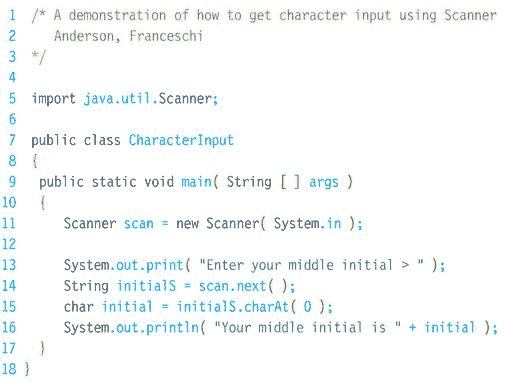 1 /* A demonstration of how to get character input using Scanner
2 Anderson, Franceschi
3 */
4
5 import java.util.Scanner;
6
7 public class CharacterInput
8 {
9 public static void main( String [ ] args )
10 {
11 Scanner scan = new Scanner( System.in );
12
13 System.out.print( "Enter your middle initial > " );
14 String initialS = scan.next( );
15 char initial = initialS.charAt( 0 );
16 System.out.println( "Your middle initial is " + initial );
17 }
18 }